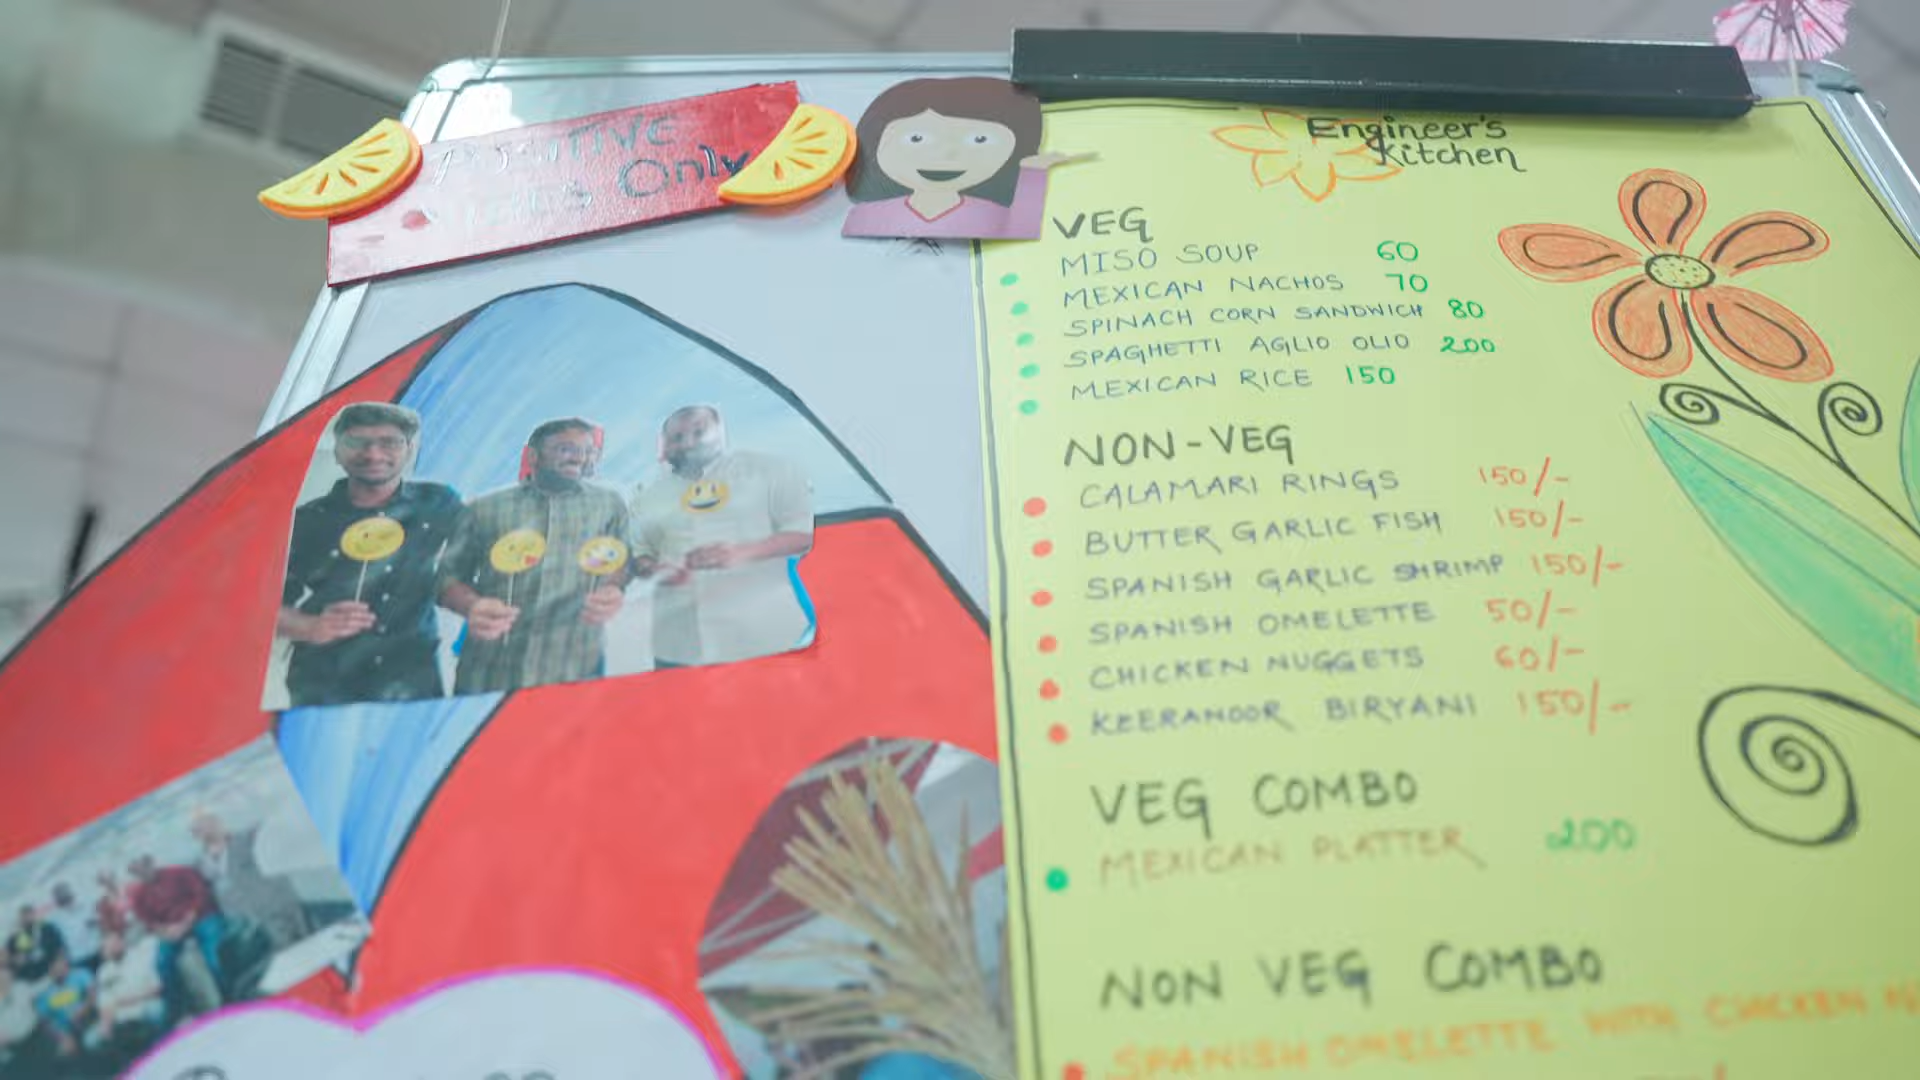 POSITIVE
Only
Engineer's
Kitchen
VEG
MISO SOUP 60
MEXICAN NACHOS 70
SPINACH CORN SANDWICH 80
SPAGHETTI AGLIO OLIO 200
MEXICAN RICE 150
NON-VEG
CALAMARI RINGS 150/-
BUTTER GARLIC FISH 150/-
SPANISH GARLIC SHRIMP 150/-
SPANISH OMELETTE 50/-
CHICKEN NUGGETS 60/-
KEERANOOR BIRYANI 150/-
VEG COMBO
MEXICAN PLATTER 200
NON VEG COMBO
SPANISH OMELETTE WITH CHICKEN